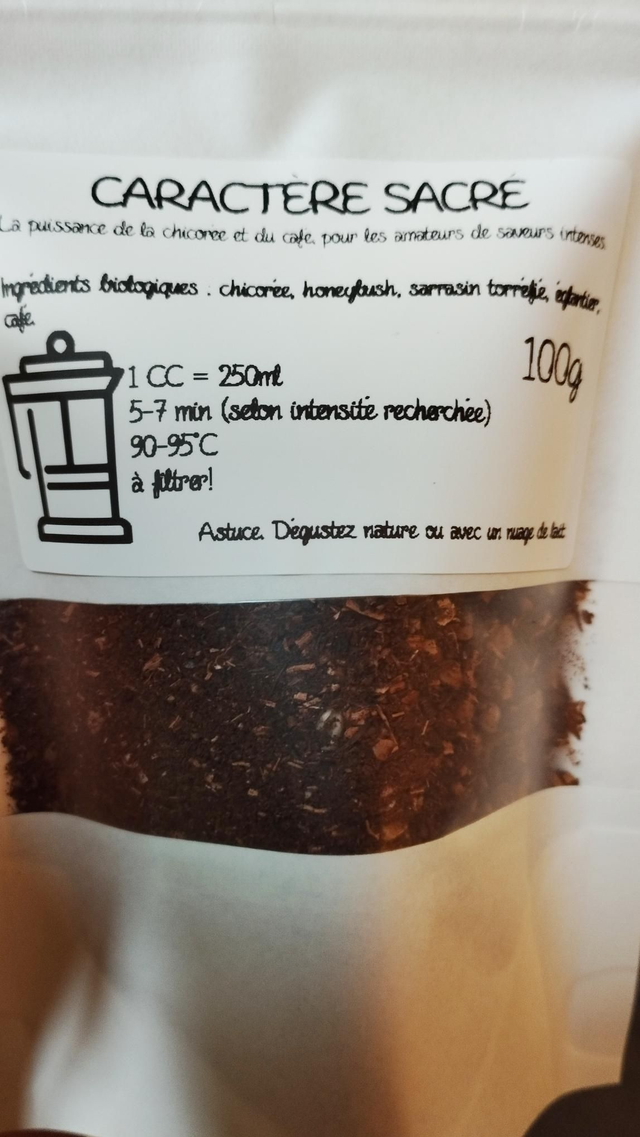 CARACTÈRE SACRÉ
La puissance de la chicorée et du café, pour les amateurs de saveurs intenses.
Ingrédients biologiques : chicorée, honeybush, sarrasin torréfié, églantier,
café.
100g
1 CC = 250ml
5-7 min (selon intensité recherchée)
90-95°C
à filtrer!
Astuce. Dégustez nature ou avec un nuage de lait